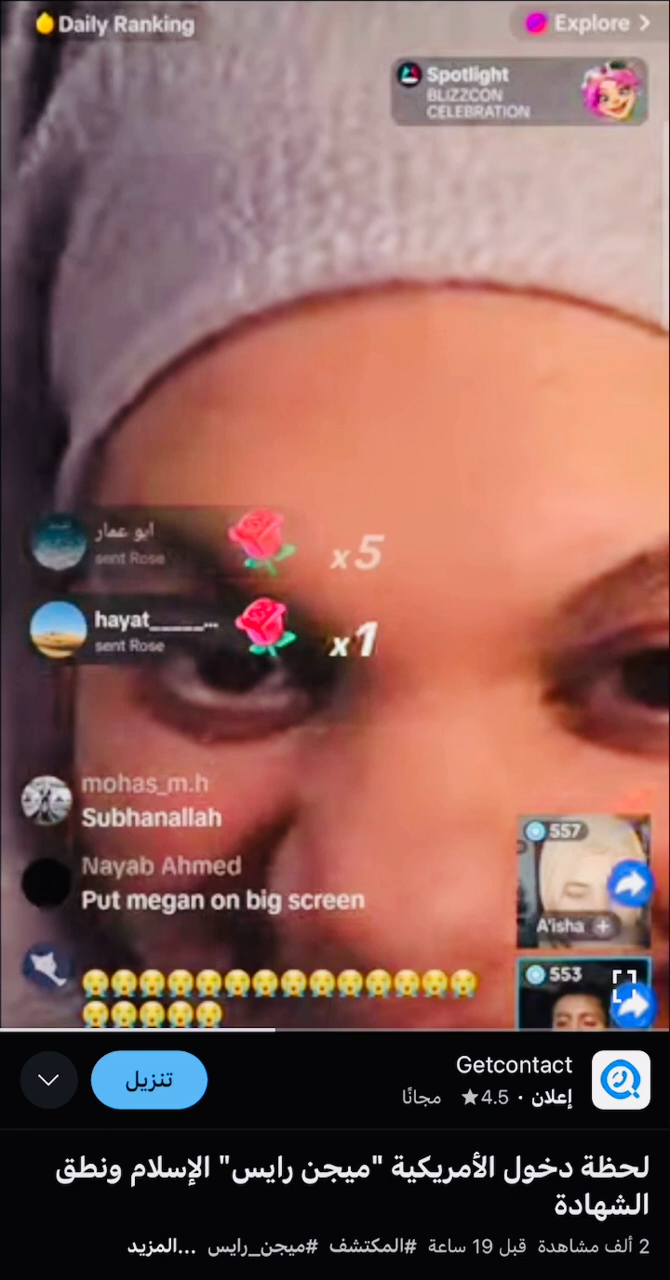 Daily Ranking
Explore >
Spotlight
BLIZZCON
CELEBRATION
ابو عمار
sent Rose
x5
hayat_____...
sent Rose
x1
mohas_m.h
Subhanallah
Nayab Ahmed
Put megan on big screen
😭😭😭😭😭😭😭😭😭😭😭😭😭😭
😭😭😭😭😭
557
A'isha +
553
Getcontact
إعلان · 4.5★ مجانًا
تنزيل
لحظة دخول الأمريكية "ميجن رايس" الإسلام ونطق
الشهادة
2 ألف مشاهدة قبل 19 ساعة #المكتشف #ميجن_رايس ...المزيد